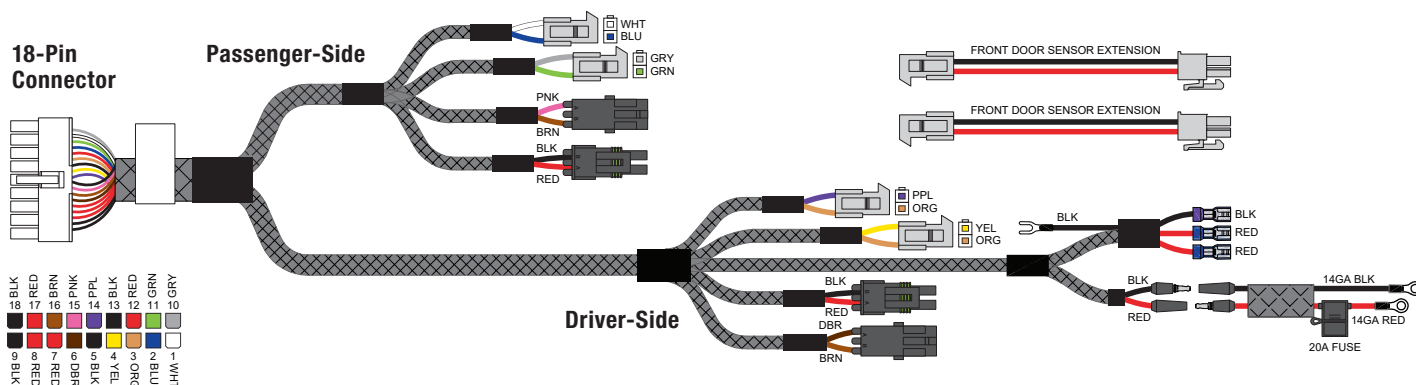 18-Pin
Connector
Passenger-Side
WHT
BLU
GRY
GRN
PNK
BRN
BLK
RED
FRONT DOOR SENSOR EXTENSION
FRONT DOOR SENSOR EXTENSION
Driver-Side
PPL
ORG
YEL
ORG
BLK
RED
DBR
BRN
BLK
BLK
RED
RED
BLK
RED
14GA BLK
14GA RED
20A FUSE
18 BLK
17 RED
16 BRN
15 PNK
14 PPL
13 BLK
12 RED
11 GRN
10 GRY
9 BLK
8 RED
7 RED
6 DBR
5 BLK
4 YEL
3 ORG
2 BLU
1 WHT